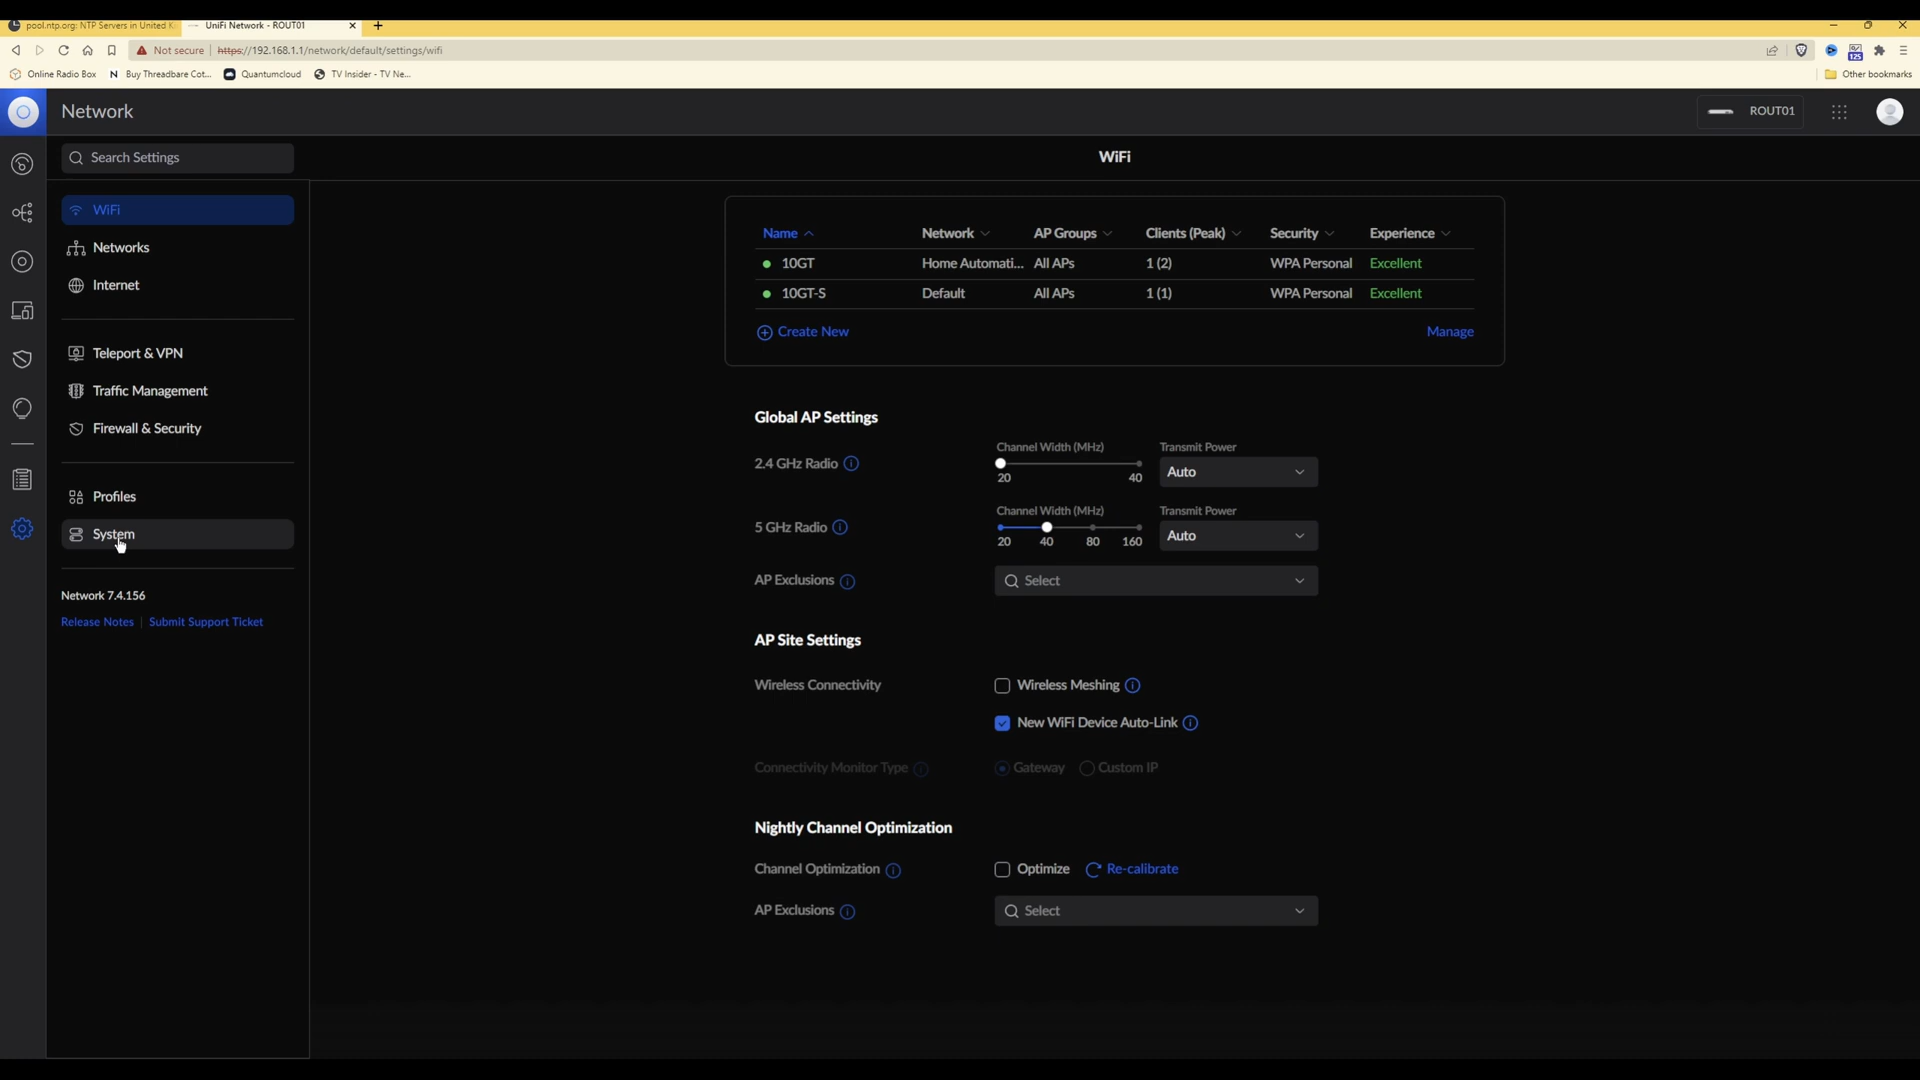 pool.ntp.org: NTP Servers in United K
UniFi Network - ROUT01
Not secure https://192.168.1.1/network/default/settings/wifi
125
Online Radio Box Buy Threadbare Cot... Quantumcloud TV Insider - TV Ne... Other bookmarks
Network ROUT01
Search Settings WiFi
WiFi
Networks
Internet
Teleport & VPN
Traffic Management
Firewall & Security
Profiles
System
Network 7.4.156
Release Notes | Submit Support Ticket
Name Network AP Groups Clients (Peak) Security Experience
10GT Home Automati... All APs 1 (2) WPA Personal Excellent
10GT-S Default All APs 1 (1) WPA Personal Excellent
Create New Manage
Global AP Settings
Channel Width (MHz) Transmit Power
2.4 GHz Radio Auto
20 40
Channel Width (MHz) Transmit Power
5 GHz Radio Auto
20 40 80 160
AP Exclusions Select
AP Site Settings
Wireless Connectivity Wireless Meshing
New WiFi Device Auto-Link
Connectivity Monitor Type Gateway Custom IP
Nightly Channel Optimization
Channel Optimization Optimize Re-calibrate
AP Exclusions Select